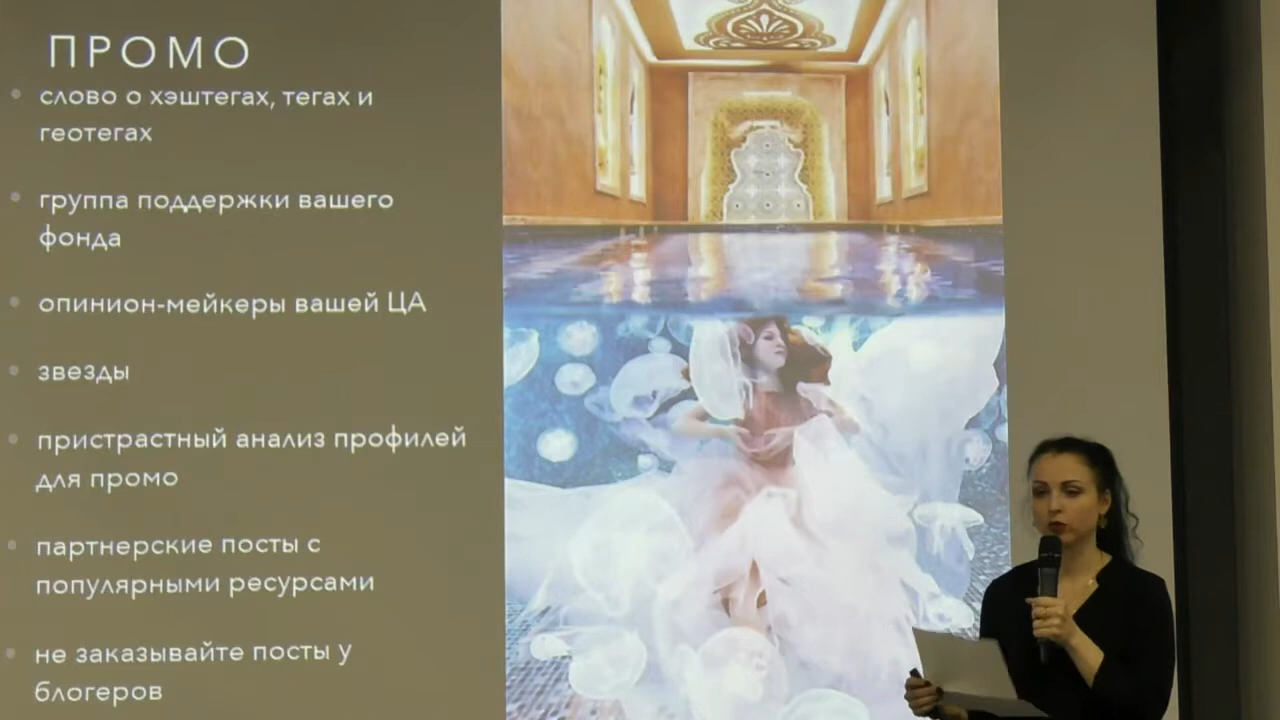 ПРОМО
слово о хэштегах, тегах и
геотегах
группа поддержки вашего
фонда
опинион-мейкеры вашей ЦА
звезды
пристрастный анализ профилей
для промо
партнерские посты с
популярными ресурсами
не заказывайте посты у
блогеров